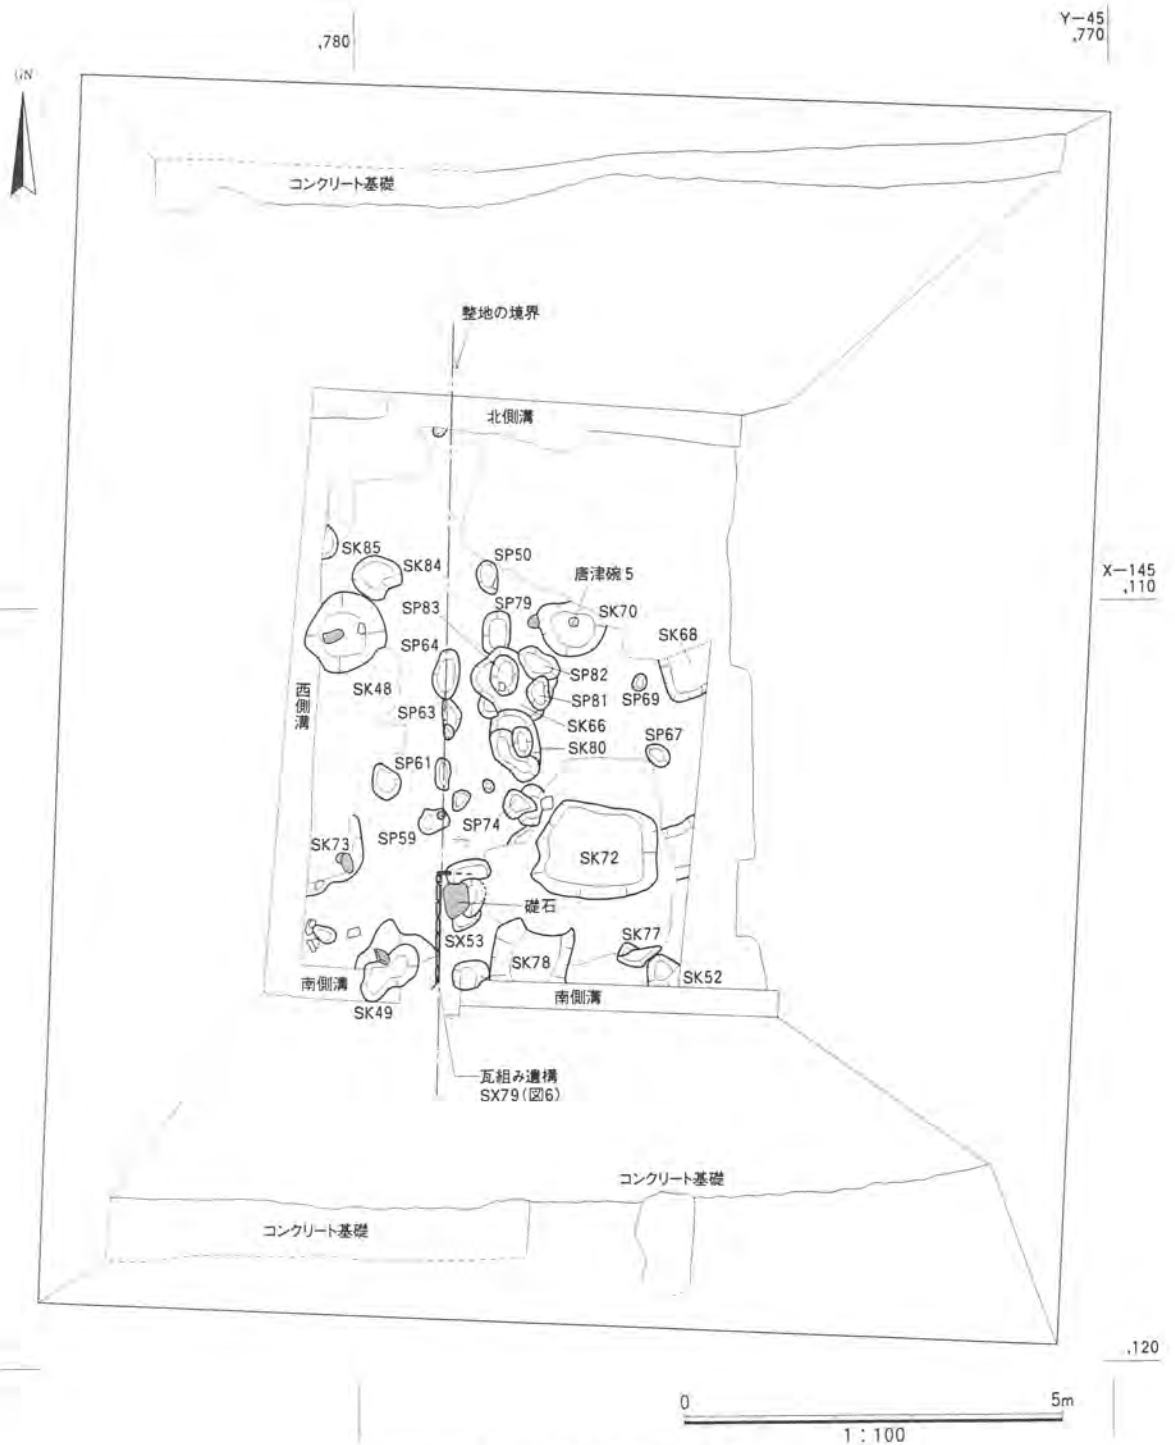 Y−45
,770
,780
GN
コンクリート基礎
整地の境界
北側溝
SK85
SK84
SP50
唐津碗5
X−145
,110
SP83
SP79
SK70
SK68
SP64
SP82
SK48
SP81
SP69
西側溝
SP63
SK66
SP67
SK80
SP61
SP59
SP74
SK73
SK72
礎石
SX53
SK77
SK78
SK52
南側溝
南側溝
SK49
瓦組み遺構
SX79(図6)
コンクリート基礎
コンクリート基礎
,120
0
5m
1:100